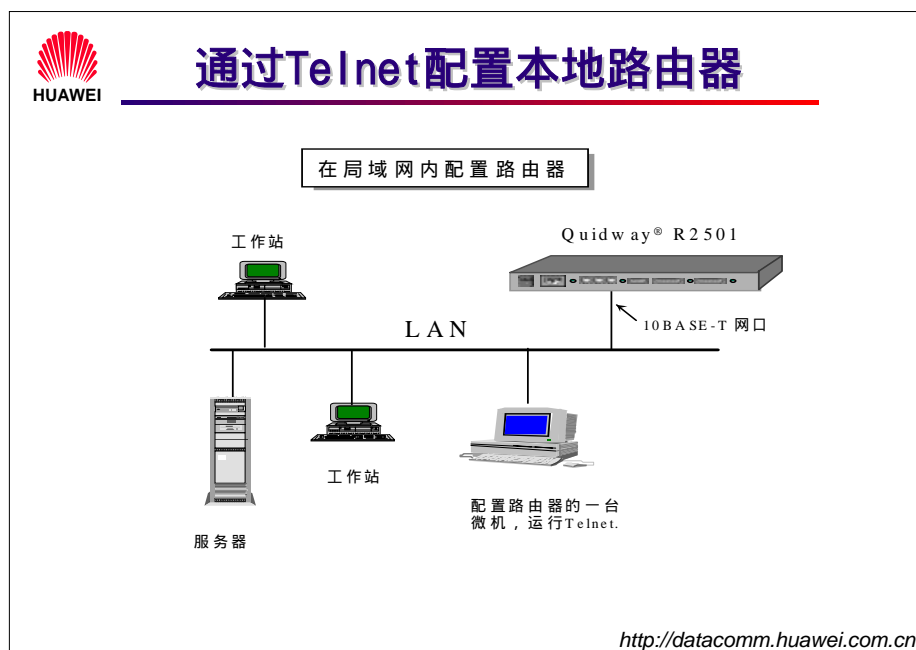 HUAWEI
通过Telnet配置本地路由器
在局域网内配置路由器
工作站
Quidway® R2501
10BASE-T 网口
LAN
工作站
配置路由器的一台
微机，运行Telnet.
服务器
http://datacomm.huawei.com.cn